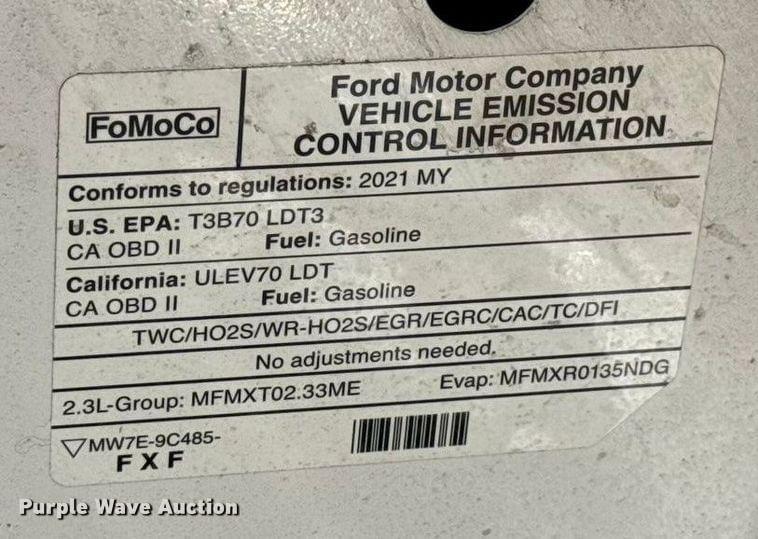 FoMoCo
Ford Motor Company
VEHICLE EMISSION
CONTROL INFORMATION
Conforms to regulations: 2021 MY
U.S. EPA: T3B70 LDT3
CA OBD II Fuel: Gasoline
California: ULEV70 LDT
CA OBD II Fuel: Gasoline
TWC/HO2S/WR-HO2S/EGR/EGRC/CAC/TC/DFI
No adjustments needed.
2.3L-Group: MFMXT02.33ME Evap: MFMXR0135NDG
MW7E-9C485-
F X F
Purple Wave Auction